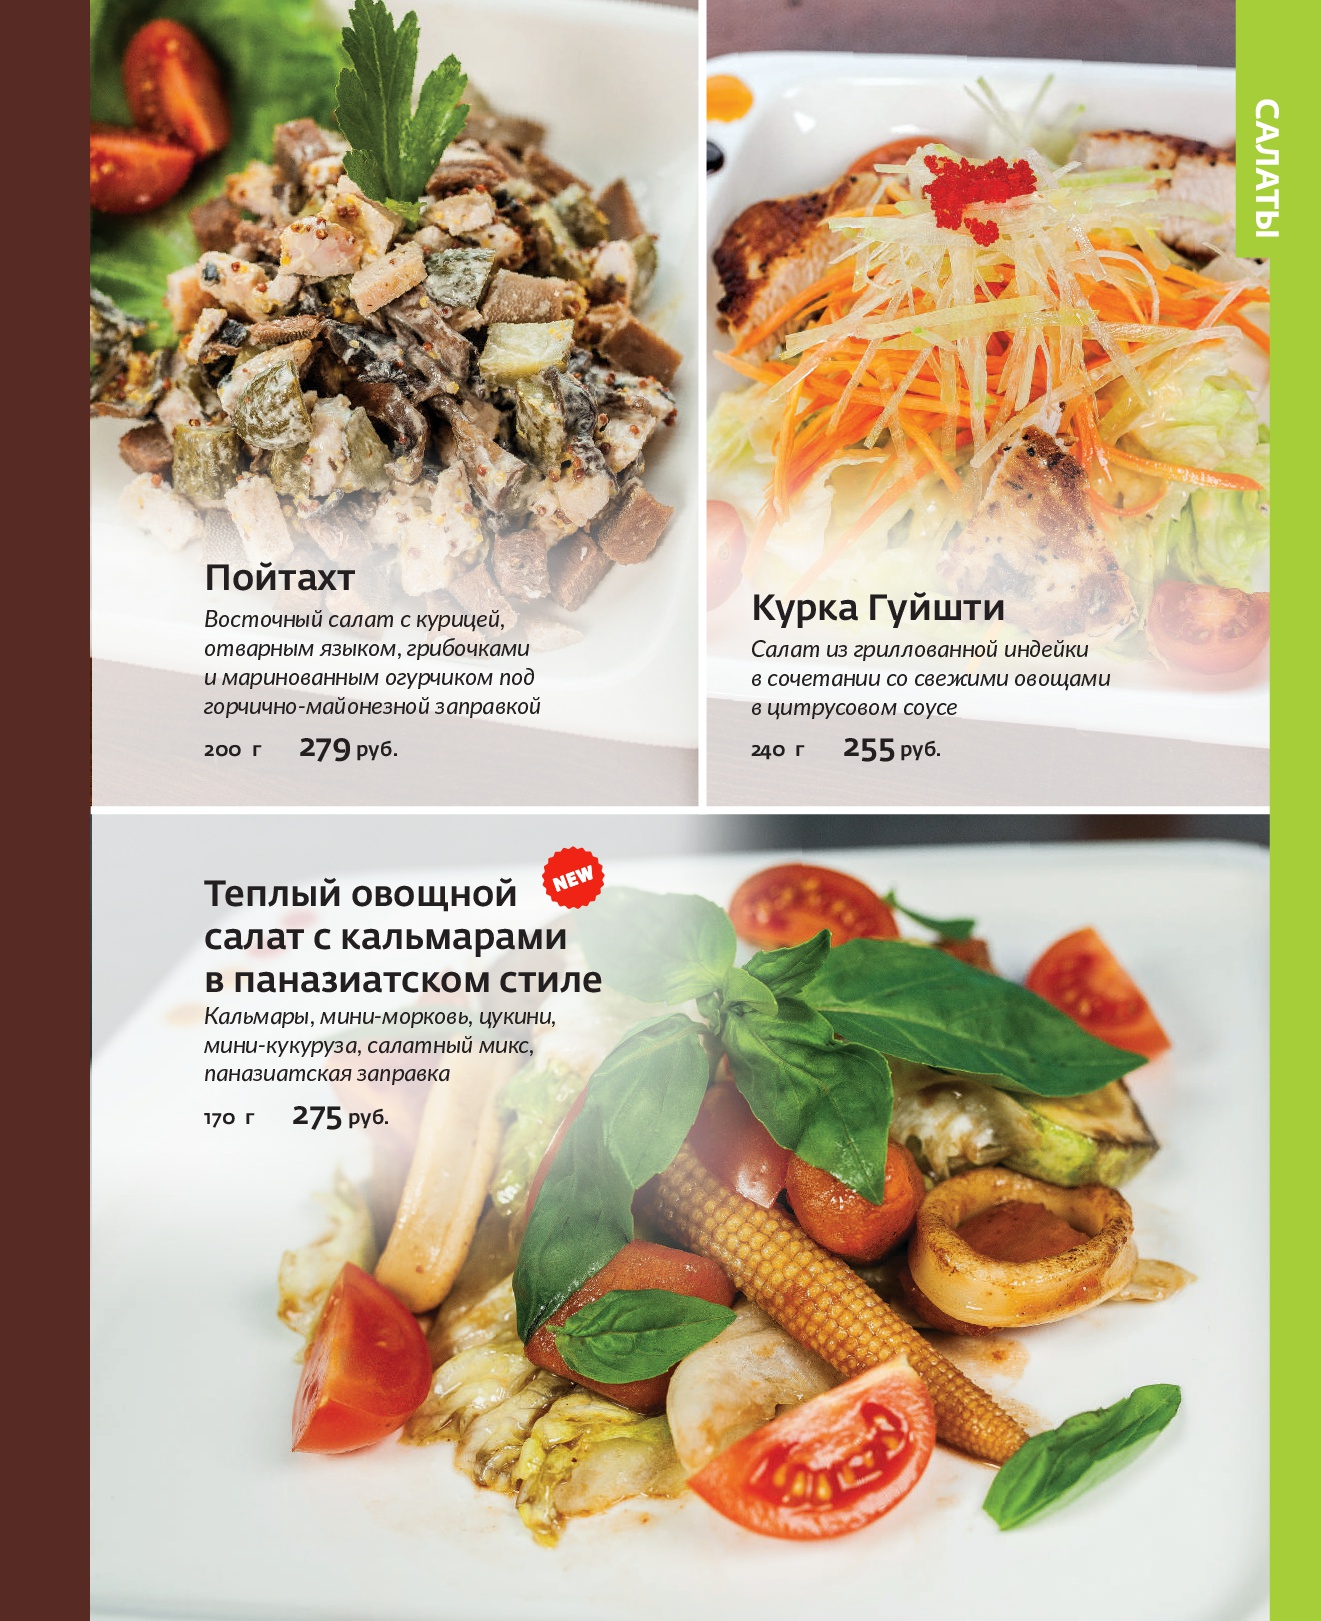 САЛАТЫ
Пойтахт
Восточный салат с курицей,
отварным языком, грибочками
и маринованным огурчиком под
горчично-майонезной заправкой
200 г 279 руб.
Курка Гуйшти
Салат из гриллованной индейки
в сочетании со свежими овощами
в цитрусовом соусе
240 г 255 руб.
Теплый овощной
NEW
салат с кальмарами
в паназиатском стиле
Кальмары, мини-морковь, цукини,
мини-кукуруза, салатный микс,
паназиатская заправка
170 г 275 руб.